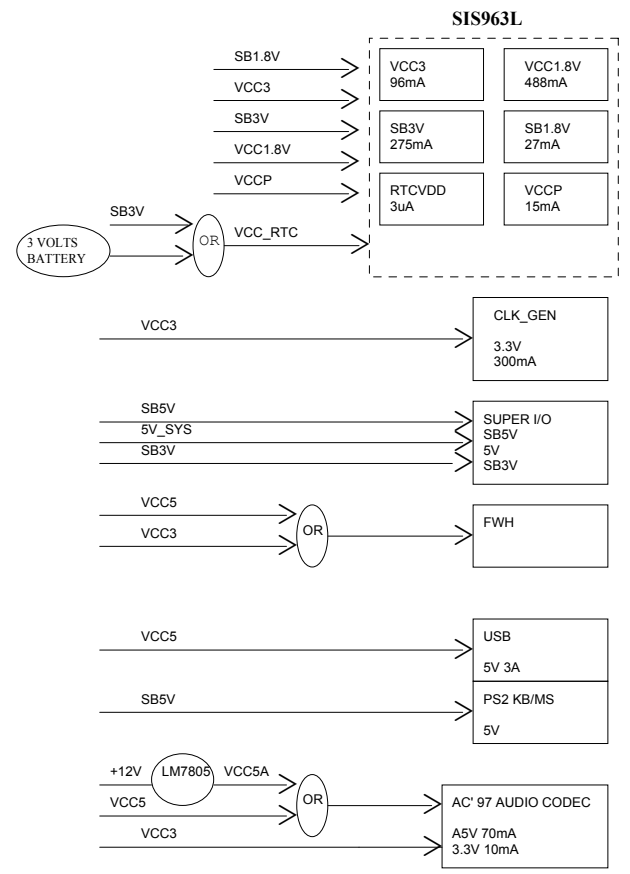 SIS963L
SB1.8V
VCC3
SB3V
VCC1.8V
VCCP
VCC3
96mA
VCC1.8V
488mA
SB3V
275mA
SB1.8V
27mA
RTCVDD
3uA
VCCP
15mA
SB3V
3 VOLTS
BATTERY
OR
VCC_RTC
VCC3
CLK_GEN
3.3V
300mA
SB5V
5V_SYS
SB3V
SUPER I/O
SB5V
5V
SB3V
VCC5
VCC3
OR
FWH
VCC5
USB
5V 3A
SB5V
PS2 KB/MS
5V
+12V
LM7805
VCC5A
VCC5
OR
VCC3
AC' 97 AUDIO CODEC
A5V 70mA
3.3V 10mA